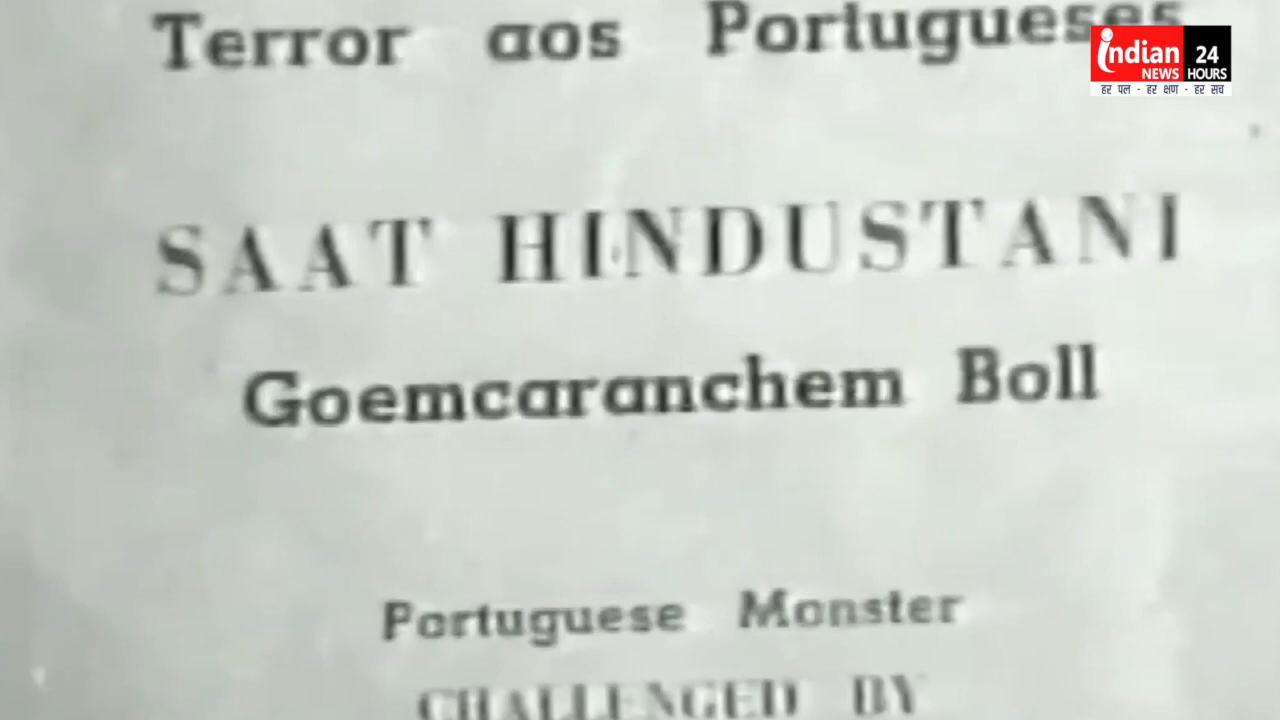 Terror aos Portugueses
indian
NEWS
24
HOURS
हर पल - हर क्षण - हर सच
SAAT HINDUSTANI
Goemcaranchem Boll
Portuguese Monster
CHALLENGED BY